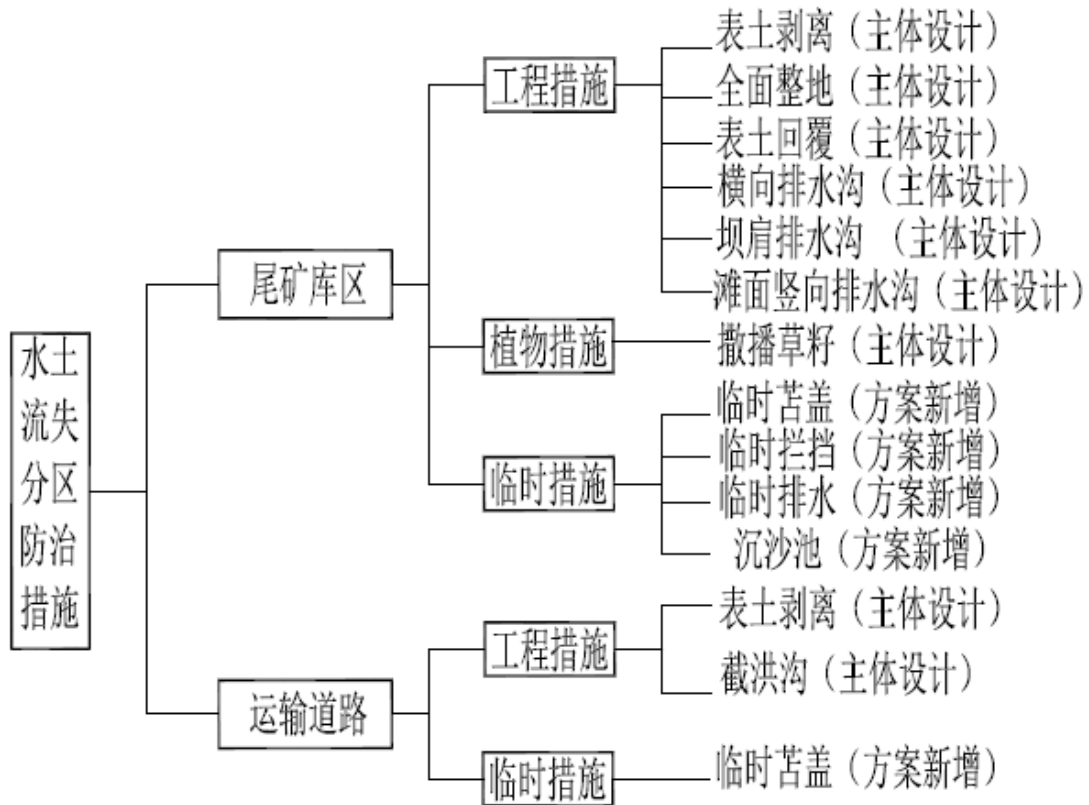 水土
流失
分区
防治
措施
尾矿库区
工程措施
表土剥离（主体设计）
全面整地（主体设计）
表土回覆（主体设计）
横向排水沟（主体设计）
坝肩排水沟 （主体设计）
滩面竖向排水沟（主体设计）
植物措施
撒播草籽（主体设计）
临时措施
临时苫盖（方案新增）
临时拦挡（方案新增）
临时排水（方案新增）
沉沙池（方案新增）
运输道路
工程措施
表土剥离（主体设计）
截洪沟（主体设计）
临时措施
临时苫盖（方案新增）